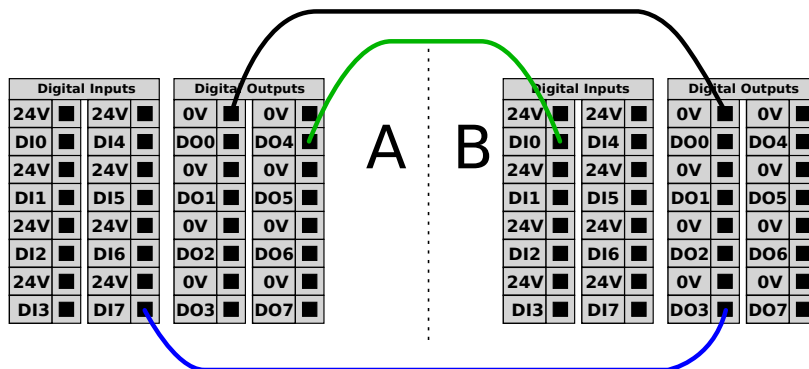 Digital Inputs Digital Outputs Digital Inputs Digital Outputs
24V 24V 0V 0V 24V 24V 0V 0V
DI0 DI4 DO0 DO4 A B DI0 DI4 DO0 DO4
24V 24V 0V 0V 24V 24V 0V 0V
DI1 DI5 DO1 DO5 DI1 DI5 DO1 DO5
24V 24V 0V 0V 24V 24V 0V 0V
DI2 DI6 DO2 DO6 DI2 DI6 DO2 DO6
24V 24V 0V 0V 24V 24V 0V 0V
DI3 DI7 DO3 DO7 DI3 DI7 DO3 DO7